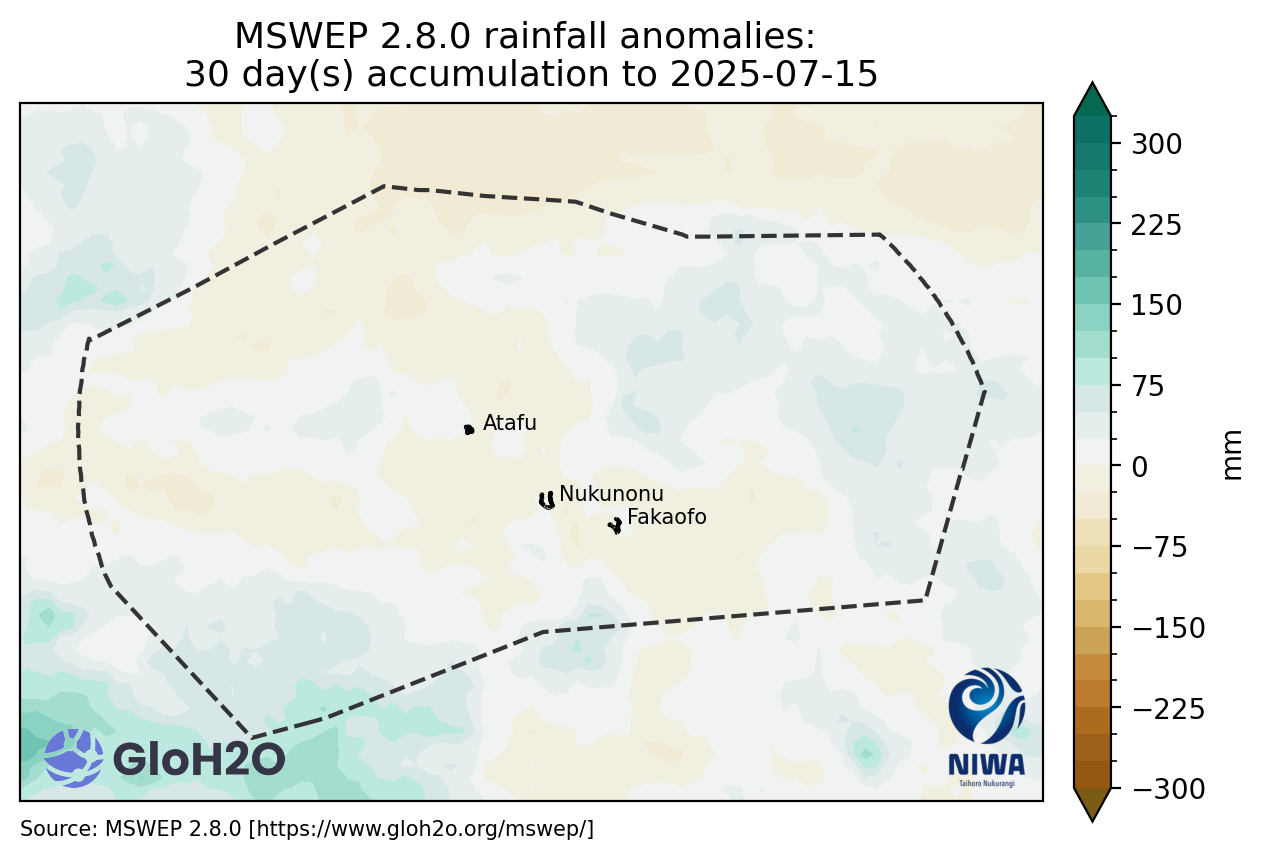 MSWEP 2.8.0 rainfall anomalies:
30 day(s) accumulation to 2025-07-15
300
225
150
75
0
−75
−150
−225
−300
mm
Atafu
Nukunonu
Fakaofo
GloH2O
NIWA
Taihoro Nukurangi
Source: MSWEP 2.8.0 [https://www.gloh2o.org/mswep/]